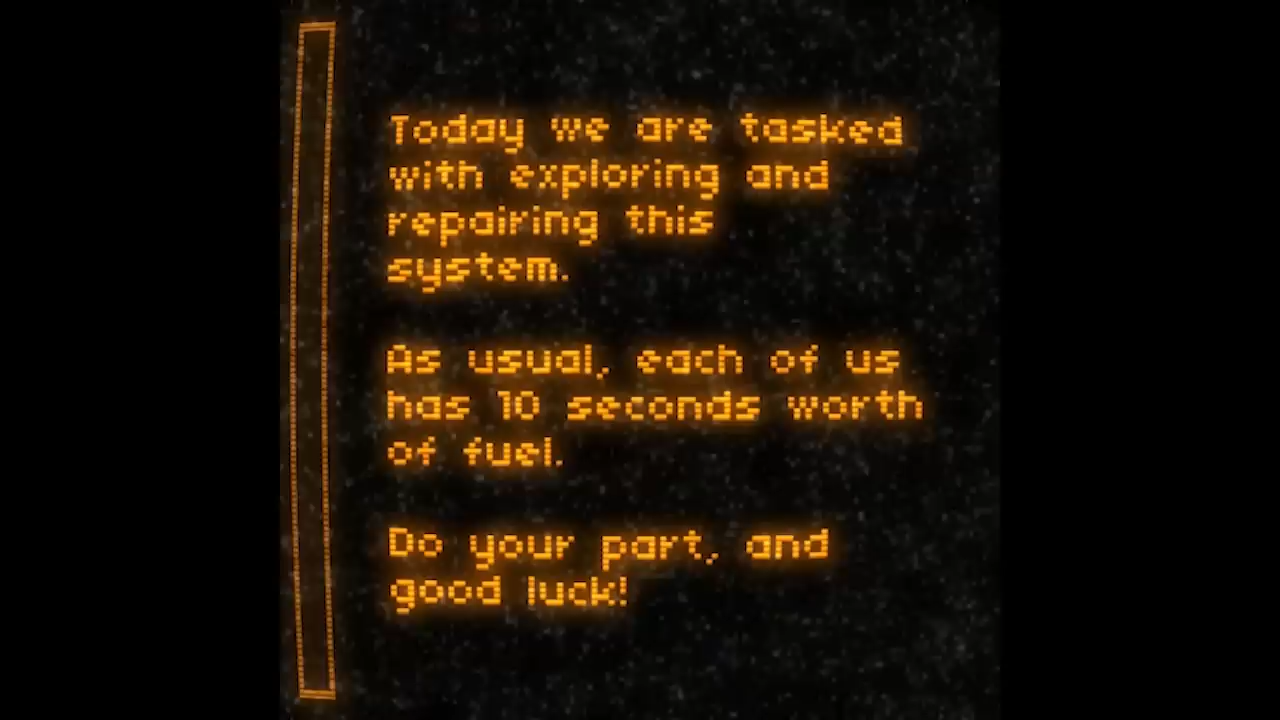 Today we are tasked
with exploring and
repairing this
system.
As usual, each of us
has 10 seconds worth
of fuel.
Do your part, and
good luck!